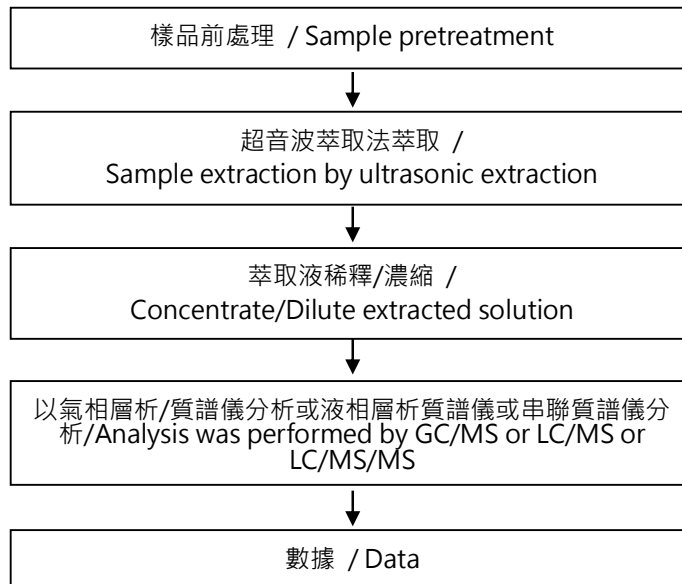 樣品前處理 / Sample pretreatment
超音波萃取法萃取 /
Sample extraction by ultrasonic extraction
萃取液稀釋/濃縮 /
Concentrate/Dilute extracted solution
以氣相層析/質譜儀分析或液相層析質譜儀或串聯質譜儀分
析/Analysis was performed by GC/MS or LC/MS or
LC/MS/MS
數據 / Data